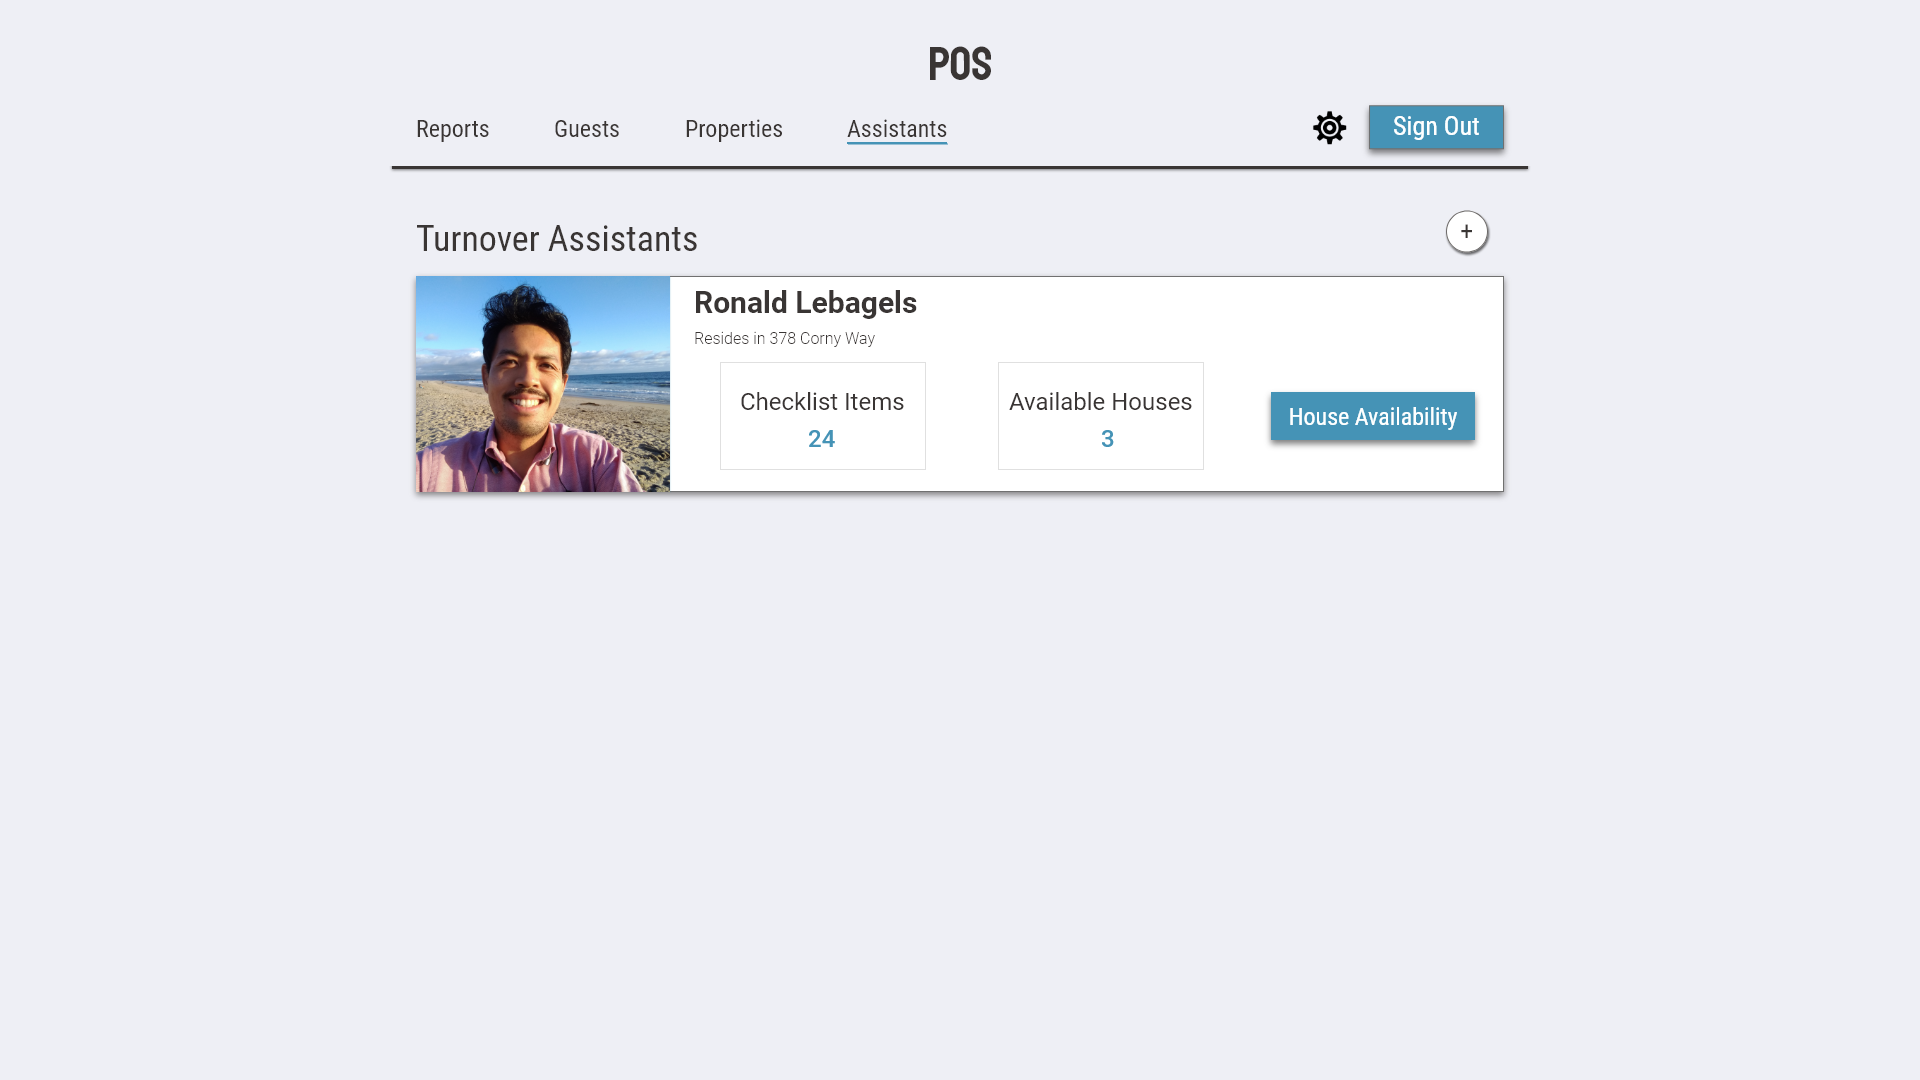 POS
Reports
Guests
Properties
Assistants
Sign Out
Turnover Assistants
+
Ronald Lebagels
Resides in 378 Corny Way
Checklist Items
24
Available Houses
3
House Availability